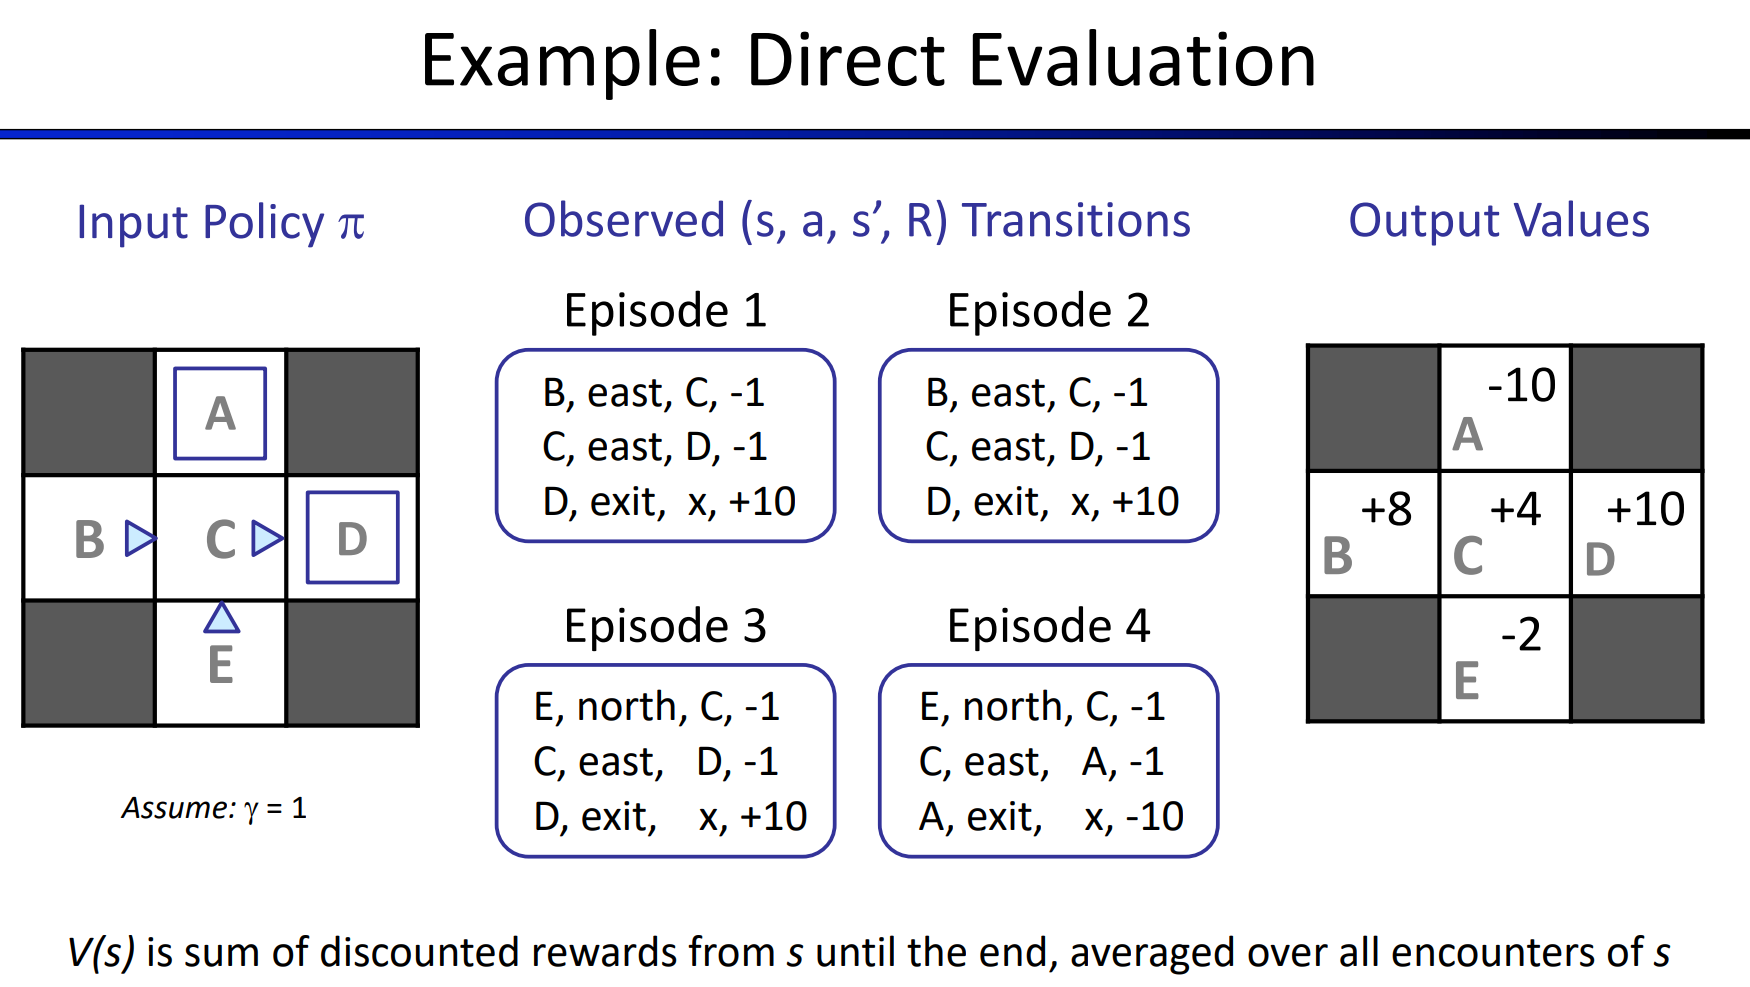 Example: Direct Evaluation
Input Policy π
A
B
C
D
E
Assume: γ = 1
Observed (s, a, s’, R) Transitions
Episode 1
B, east, C, -1
C, east, D, -1
D, exit, x, +10
Episode 2
B, east, C, -1
C, east, D, -1
D, exit, x, +10
Episode 3
E, north, C, -1
C, east, D, -1
D, exit, x, +10
Episode 4
E, north, C, -1
C, east, A, -1
A, exit, x, -10
Output Values
-10
A
+8
B
+4
C
+10
D
-2
E
V(s) is sum of discounted rewards from s until the end, averaged over all encounters of s